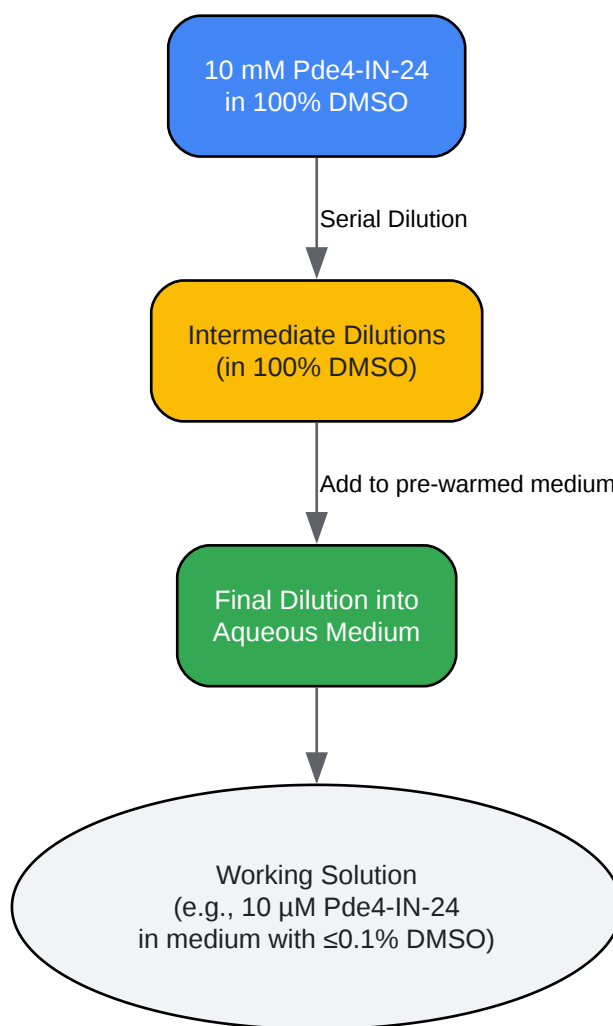 10 mM Pde4-IN-24
in 100% DMSO
Serial Dilution
Intermediate Dilutions
(in 100% DMSO)
Add to pre-warmed medium
Final Dilution into
Aqueous Medium
Working Solution
(e.g., 10 µM Pde4-IN-24
in medium with ≤0.1% DMSO)